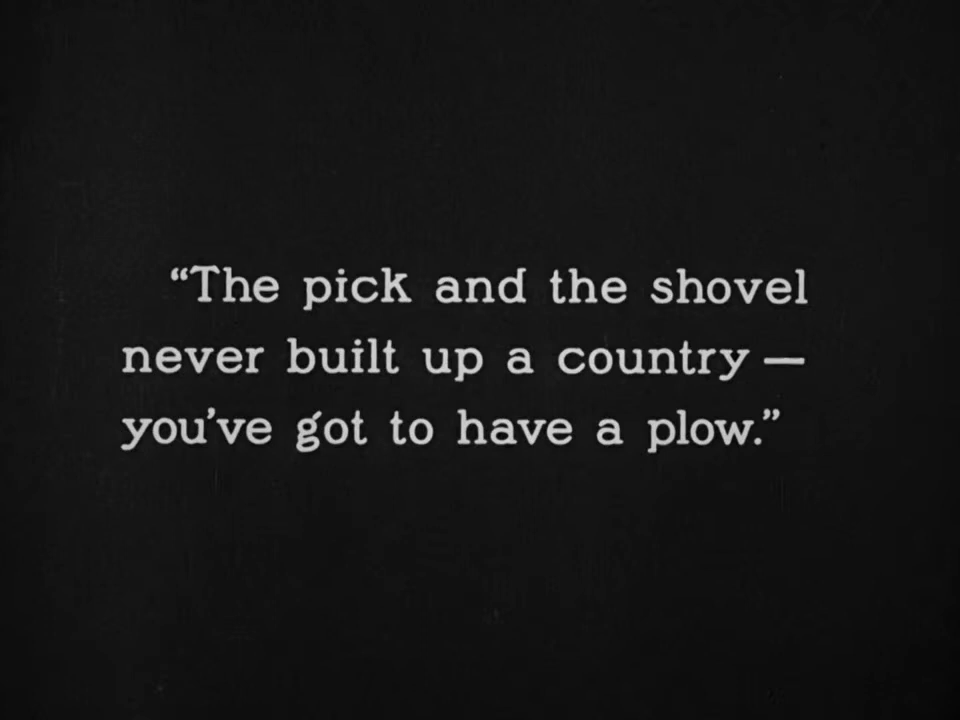 “The pick and the shovel
never built up a country —
you’ve got to have a plow.”